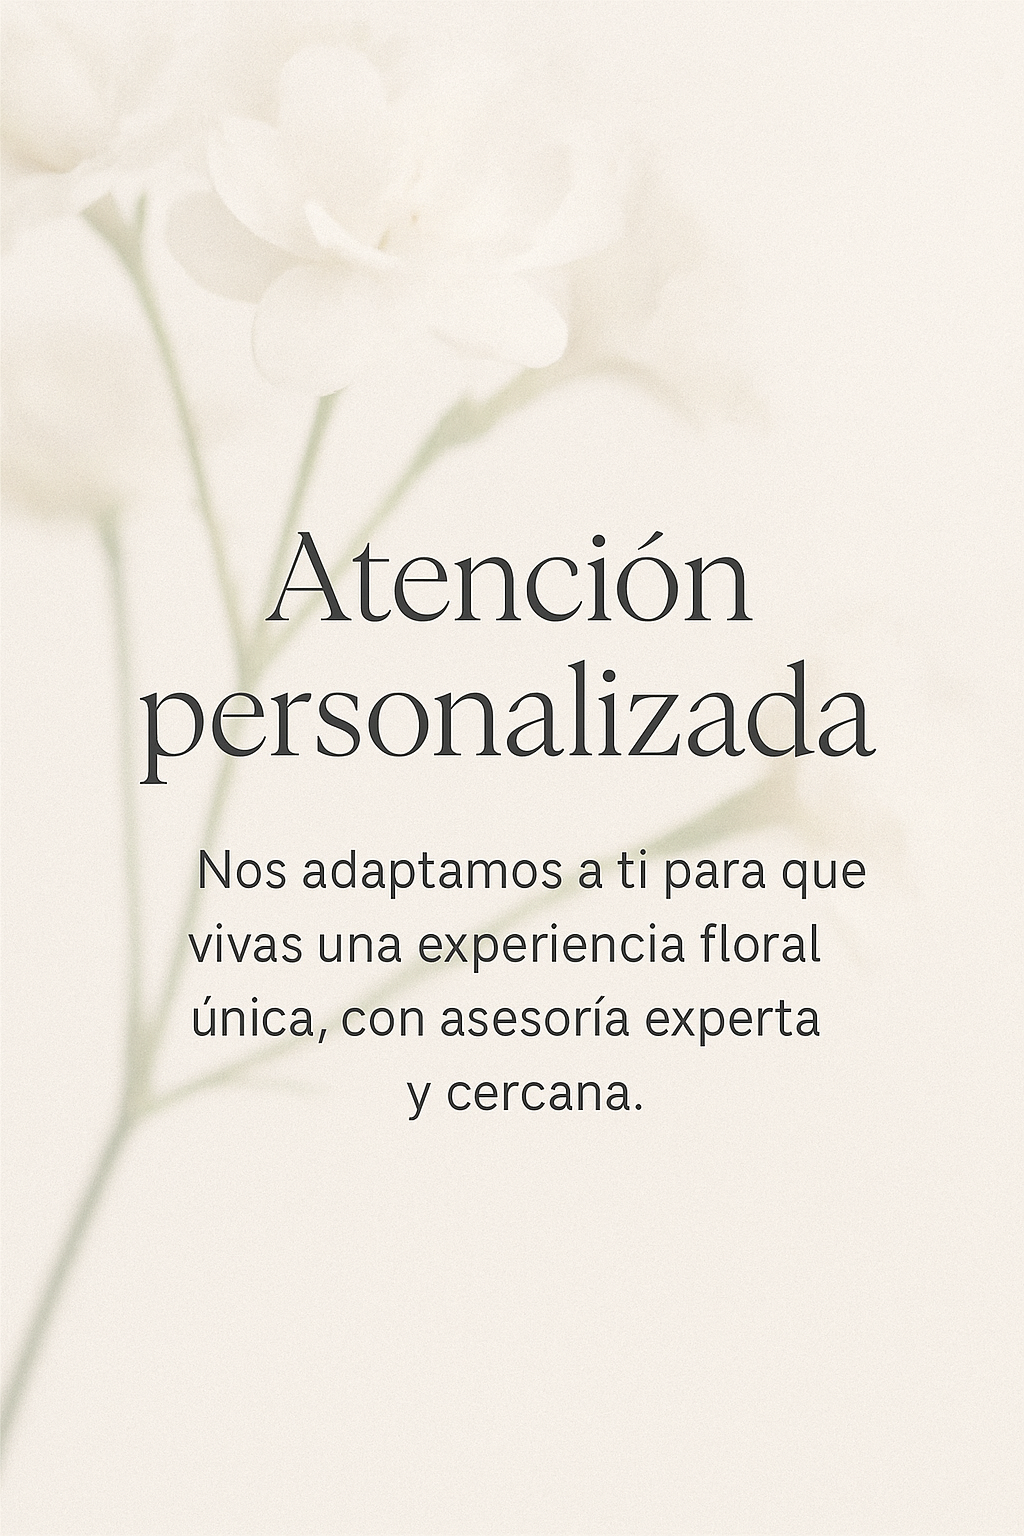 Atención
personalizada
Nos adaptamos a ti para que
vivas una experiencia floral
única, con asesoría experta
y cercana.